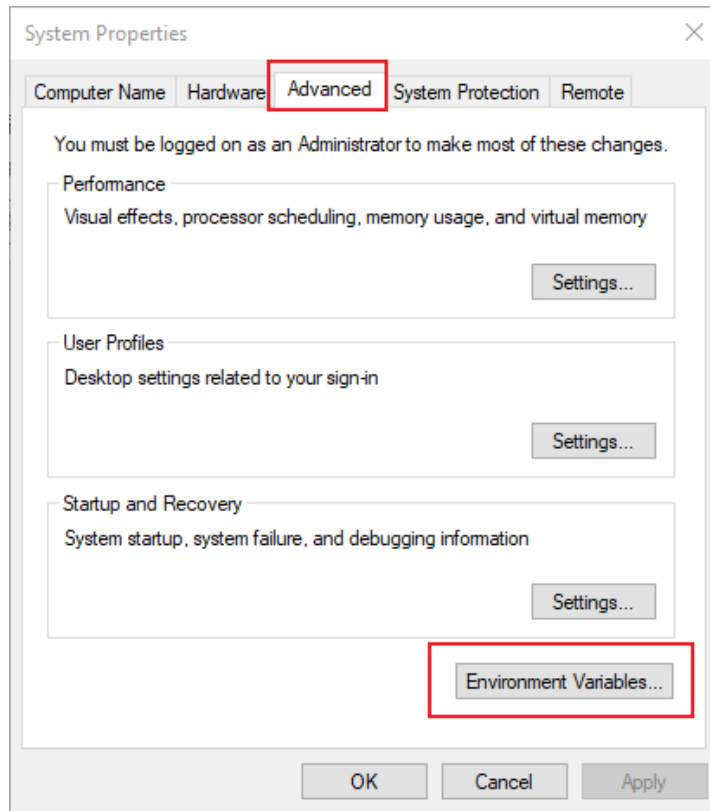 System Properties
Computer Name Hardware Advanced System Protection Remote
You must be logged on as an Administrator to make most of these changes.
Performance
Visual effects, processor scheduling, memory usage, and virtual memory
Settings...
User Profiles
Desktop settings related to your sign-in
Settings...
Startup and Recovery
System startup, system failure, and debugging information
Settings...
Environment Variables...
OK Cancel Apply